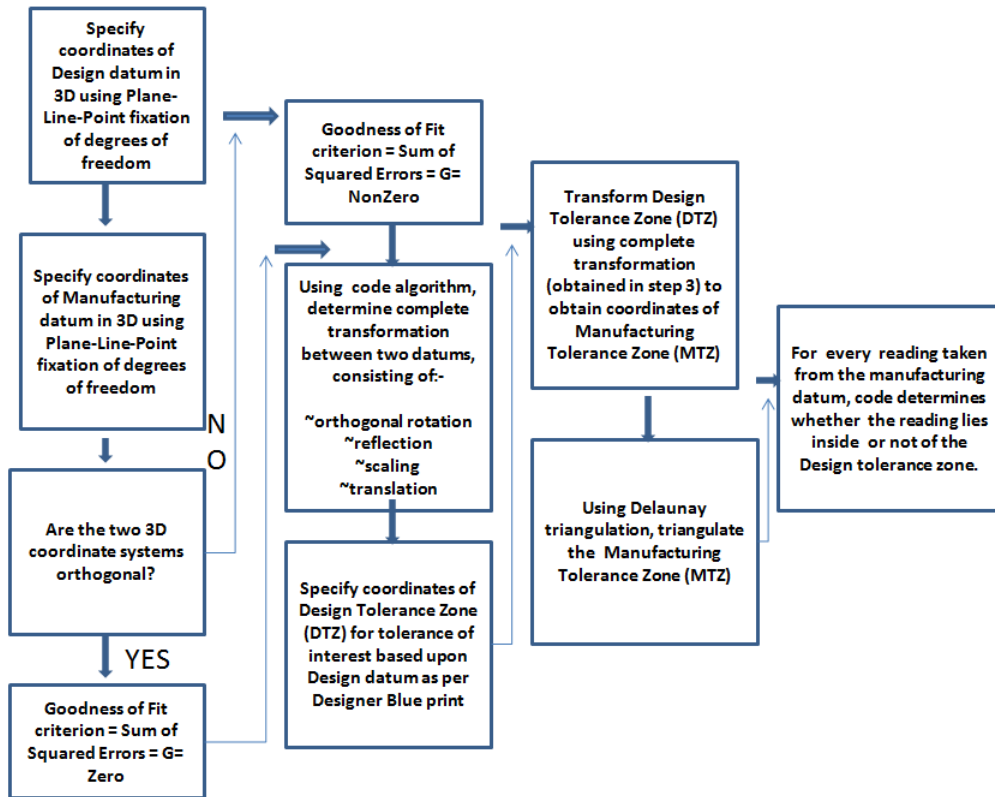 Specify
coordinates of
Design datum in
3D using Plane-
Line-Point fixation
of degrees of
freedom
Specify coordinates
of Manufacturing
datum in 3D using
Plane-Line-Point
fixation of degrees
of freedom
N
O
Are the two 3D
coordinate systems
orthogonal?
YES
Goodness of Fit
criterion = Sum of
Squared Errors = G=
Zero
Goodness of Fit
criterion = Sum of
Squared Errors = G=
NonZero
Using code algorithm,
determine complete
transformation
between two datums,
consisting of:-
~orthogonal rotation
~reflection
~scaling
~translation
Specify coordinates of
Design Tolerance Zone
(DTZ) for tolerance of
interest based upon
Design datum as per
Designer Blue print
Transform Design
Tolerance Zone (DTZ)
using complete
transformation
(obtained in step 3) to
obtain coordinates of
Manufacturing
Tolerance Zone (MTZ)
Using Delaunay
triangulation, triangulate
the Manufacturing
Tolerance Zone (MTZ)
For every reading taken
from the manufacturing
datum, code determines
whether the reading lies
inside or not of the
Design tolerance zone.